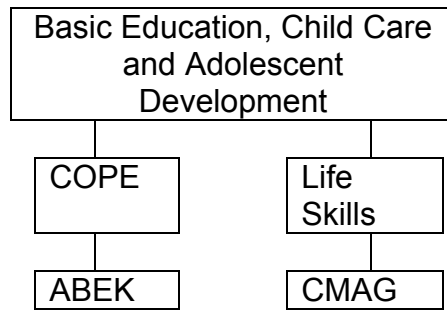 Basic Education, Child Care
and Adolescent
Development
COPE
Life
Skills
ABEK
CMAG